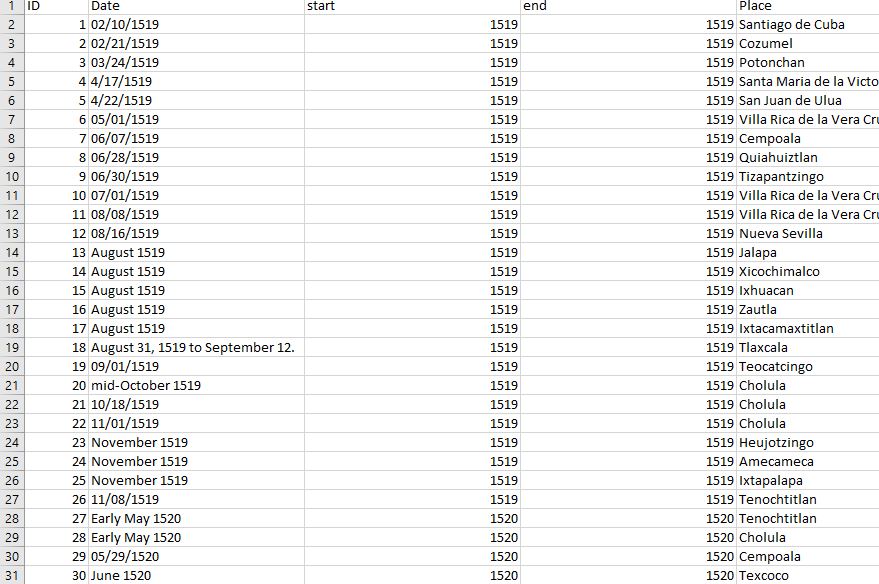 1 ID Date start end Place
2 1 02/10/1519 1519 1519 Santiago de Cuba
3 2 02/21/1519 1519 1519 Cozumel
4 3 03/24/1519 1519 1519 Potonchan
5 4 4/17/1519 1519 1519 Santa Maria de la Victo
6 5 4/22/1519 1519 1519 San Juan de Ulua
7 6 05/01/1519 1519 1519 Villa Rica de la Vera Cru
8 7 06/07/1519 1519 1519 Cempoala
9 8 06/28/1519 1519 1519 Quiahuiztlan
10 9 06/30/1519 1519 1519 Tizapantzingo
11 10 07/01/1519 1519 1519 Villa Rica de la Vera Cru
12 11 08/08/1519 1519 1519 Villa Rica de la Vera Cru
13 12 08/16/1519 1519 1519 Nueva Sevilla
14 13 August 1519 1519 1519 Jalapa
15 14 August 1519 1519 1519 Xicochimalco
16 15 August 1519 1519 1519 Ixhuacan
17 16 August 1519 1519 1519 Zautla
18 17 August 1519 1519 1519 Ixtacamaxtitlan
19 18 August 31, 1519 to September 12. 1519 1519 Tlaxcala
20 19 09/01/1519 1519 1519 Teocatcingo
21 20 mid-October 1519 1519 1519 Cholula
22 21 10/18/1519 1519 1519 Cholula
23 22 11/01/1519 1519 1519 Cholula
24 23 November 1519 1519 1519 Heujotzingo
25 24 November 1519 1519 1519 Amecameca
26 25 November 1519 1519 1519 Ixtapalapa
27 26 11/08/1519 1519 1519 Tenochtitlan
28 27 Early May 1520 1520 1520 Tenochtitlan
29 28 Early May 1520 1520 1520 Cholula
30 29 05/29/1520 1520 1520 Cempoala
31 30 June 1520 1520 1520 Texcoco